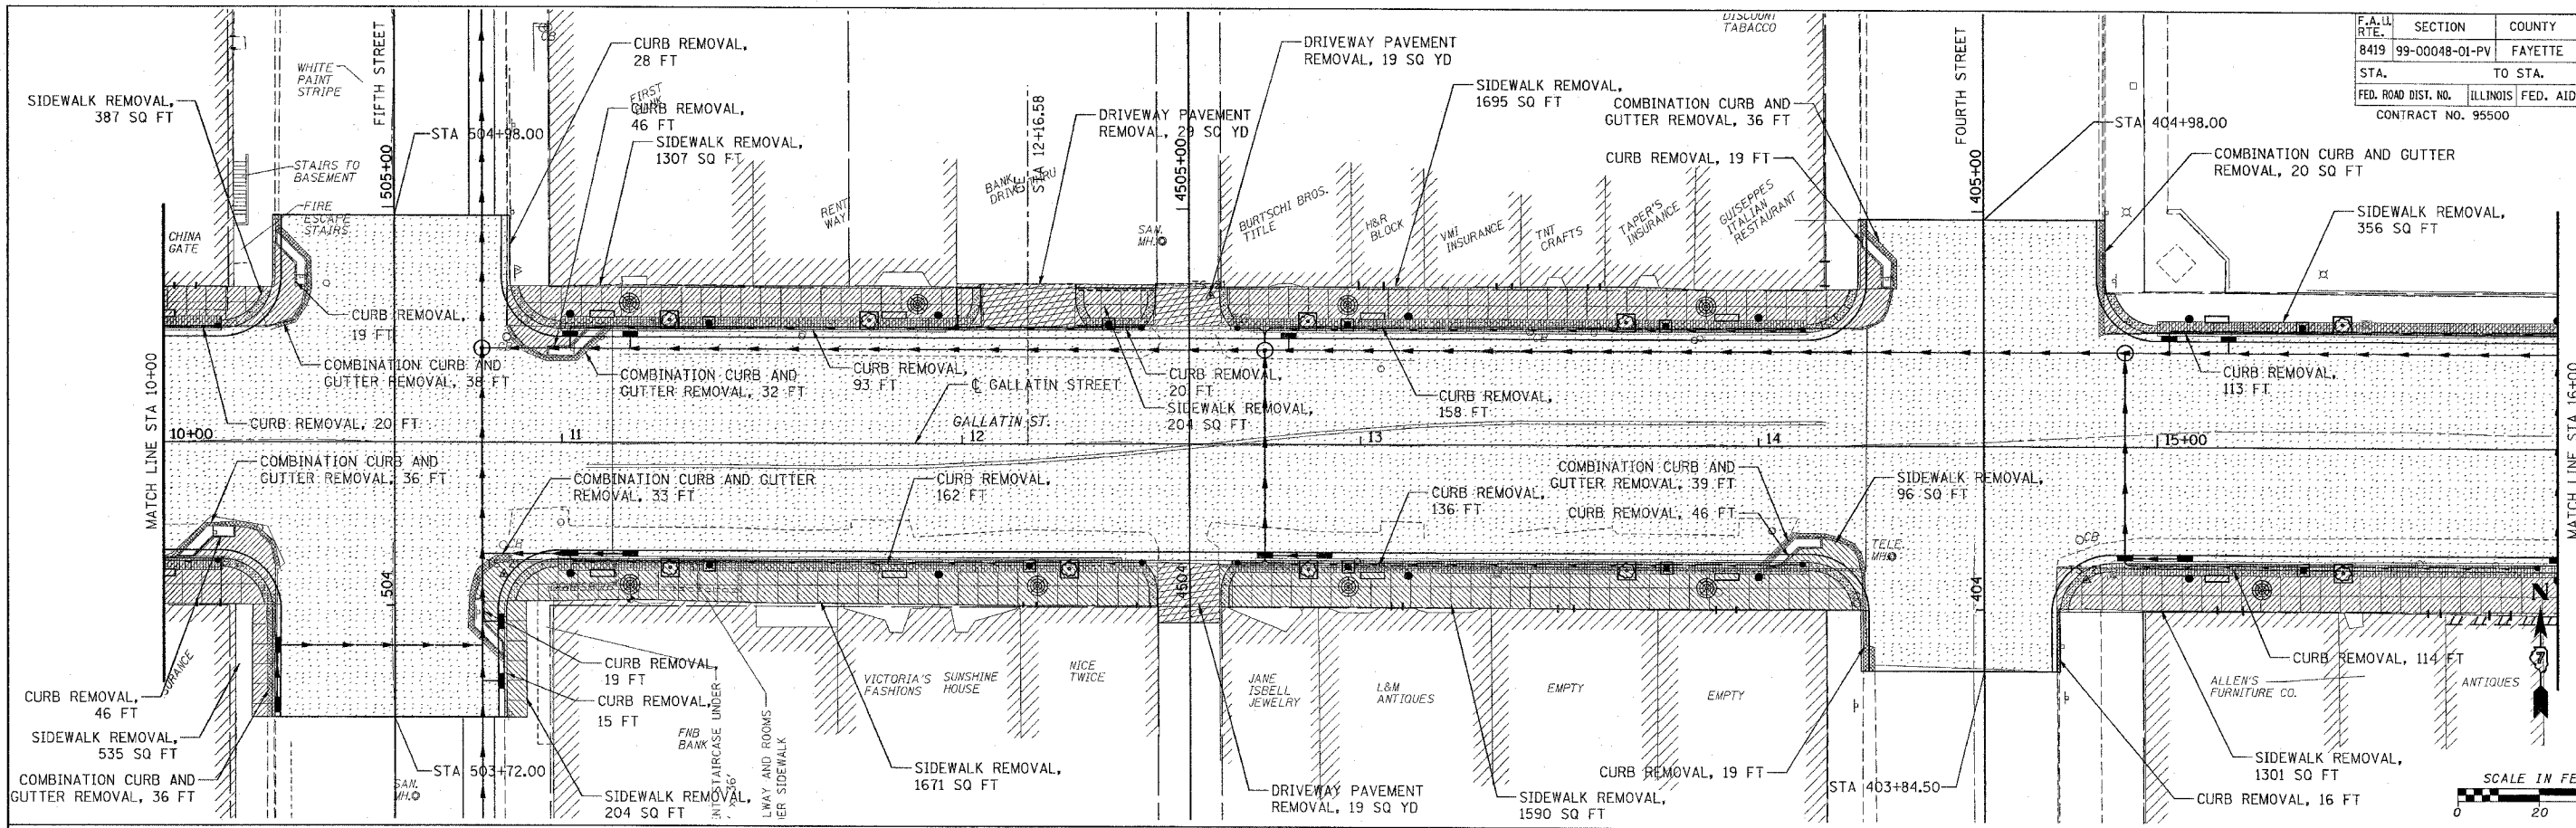 F.A.U. RTE.
SECTION
COUNTY
8419
99-00048-01-PV
FAYETTE
STA.
TO STA.
FED. ROAD DIST. NO.
ILLINOIS
FED. AID
CONTRACT NO. 95500
SIDEWALK REMOVAL,
387 SQ FT
WHITE
PAINT
STRIPE
FIFTH STREET
CURB REMOVAL,
28 FT
FIRST
CURB REMOVAL,
46 FT
SIDEWALK REMOVAL,
1307 SQ FT
STA 504+98.00
505+00
STAIRS TO
BASEMENT
FIRE
ESCAPE
STAIRS
CHINA
GATE
RENT
WAY
BANK
DRIVE THRU
STA 12+16.58
DRIVEWAY PAVEMENT
REMOVAL, 29 SQ YD
4505+00
SAN.
MH.
DRIVEWAY PAVEMENT
REMOVAL, 19 SQ YD
SIDEWALK REMOVAL,
1695 SQ FT
DISCOUNT
TABACCO
COMBINATION CURB AND
GUTTER REMOVAL, 36 FT
CURB REMOVAL, 19 FT
FOURTH STREET
405+00
STA 404+98.00
COMBINATION CURB AND GUTTER
REMOVAL, 20 SQ FT
SIDEWALK REMOVAL,
356 SQ FT
BURTSCHI BROS.
TITLE
H&R
BLOCK
VMI
INSURANCE
TNT
CRAFTS
TAPER'S
INSURANCE
GUISEPPES
ITALIAN
RESTAURANT
CURB REMOVAL,
19 FT
COMBINATION CURB AND
GUTTER REMOVAL, 38 FT
CURB REMOVAL, 20 FT
COMBINATION CURB AND
GUTTER REMOVAL, 32 FT
CURB REMOVAL,
93 FT
℄ GALLATIN STREET
GALLATIN ST.
CURB REMOVAL,
20 FT
SIDEWALK REMOVAL,
204 SQ FT
CURB REMOVAL,
158 FT
CURB REMOVAL,
113 FT
MATCH LINE STA 10+00
10+00
11
12
13
14
15+00
MATCH LINE STA 16+00
COMBINATION CURB AND
GUTTER REMOVAL, 36 FT
COMBINATION CURB AND GUTTER
REMOVAL, 33 FT
CURB REMOVAL,
162 FT
CURB REMOVAL,
136 FT
COMBINATION CURB AND
GUTTER REMOVAL, 39 FT
CURB REMOVAL, 46 FT
SIDEWALK REMOVAL,
96 SQ FT
CB
TELE.
MH.
CB
504
4504
404
N
CURB REMOVAL,
46 FT
SIDEWALK REMOVAL,
535 SQ FT
COMBINATION CURB AND
GUTTER REMOVAL, 36 FT
SAN.
MH.
STA 503+72.00
CURB REMOVAL,
19 FT
CURB REMOVAL,
15 FT
FNB
BANK
SIDEWALK REMOVAL,
204 SQ FT
VICTORIA'S
FASHIONS
SUNSHINE
HOUSE
NICE
TWICE
SIDEWALK REMOVAL,
1671 SQ FT
JANE
ISBELL
JEWELRY
L&M
ANTIQUES
EMPTY
EMPTY
DRIVEWAY PAVEMENT
REMOVAL, 19 SQ YD
SIDEWALK REMOVAL,
1590 SQ FT
CURB REMOVAL, 19 FT
STA 403+84.50
ALLEN'S
FURNITURE CO.
ANTIQUES
CURB REMOVAL, 114 FT
SIDEWALK REMOVAL,
1301 SQ FT
CURB REMOVAL, 16 FT
SCALE IN FE
0 20